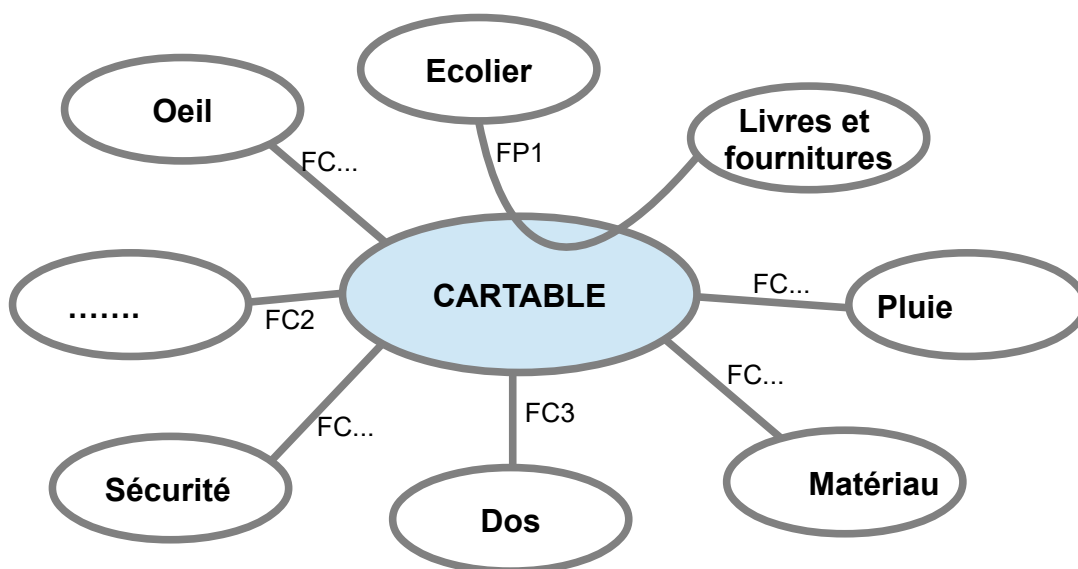 Ecolier
Oeil
Livres et
fournitures
FP1
FC...
FC...
CARTABLE
Pluie
.......
FC2
FC...
FC3
FC...
Sécurité
Dos
Matériau